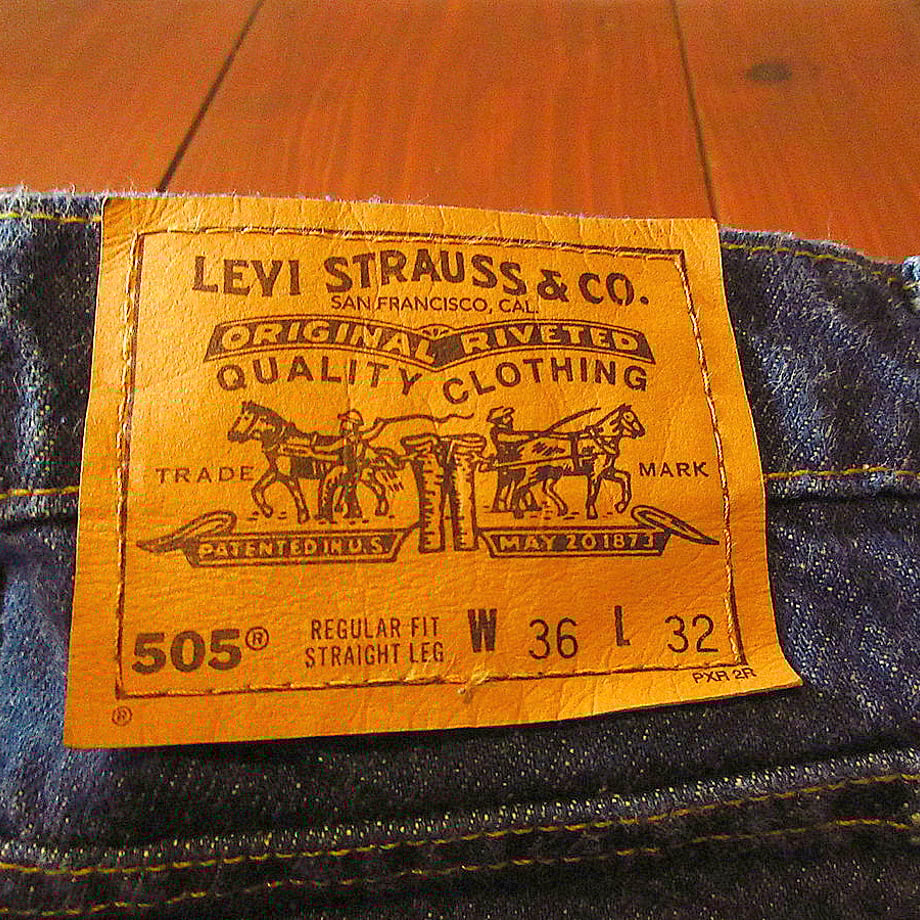 LEVI STRAUSS & CO.
SAN FRANCISCO, CAL.
ORIGINAL RIVETED
QUALITY CLOTHING
TRADE MARK
PATENTED IN U.S. MAY 20 1873
505® REGULAR FIT W 36 L 32
STRAIGHT LEG
PXR 2R
®